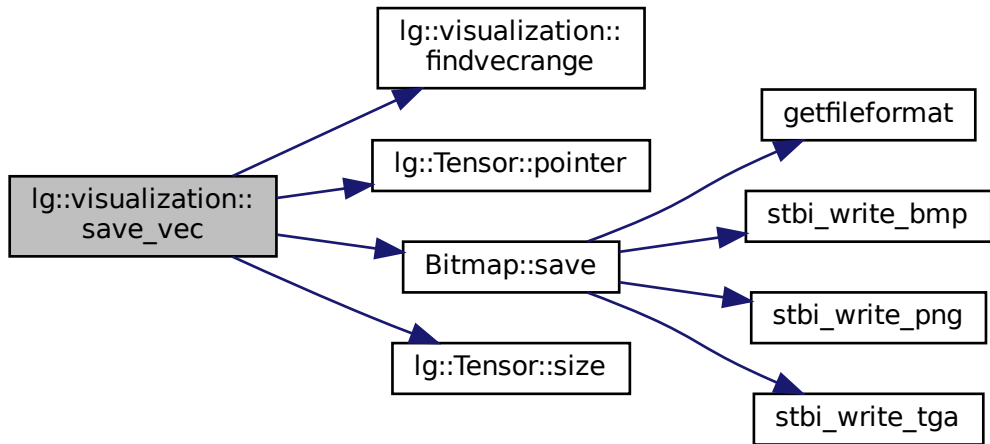 lg::visualization::
save_vec
lg::visualization::
findvecrange
lg::Tensor::pointer
Bitmap::save
lg::Tensor::size
getfileformat
stbi_write_bmp
stbi_write_png
stbi_write_tga